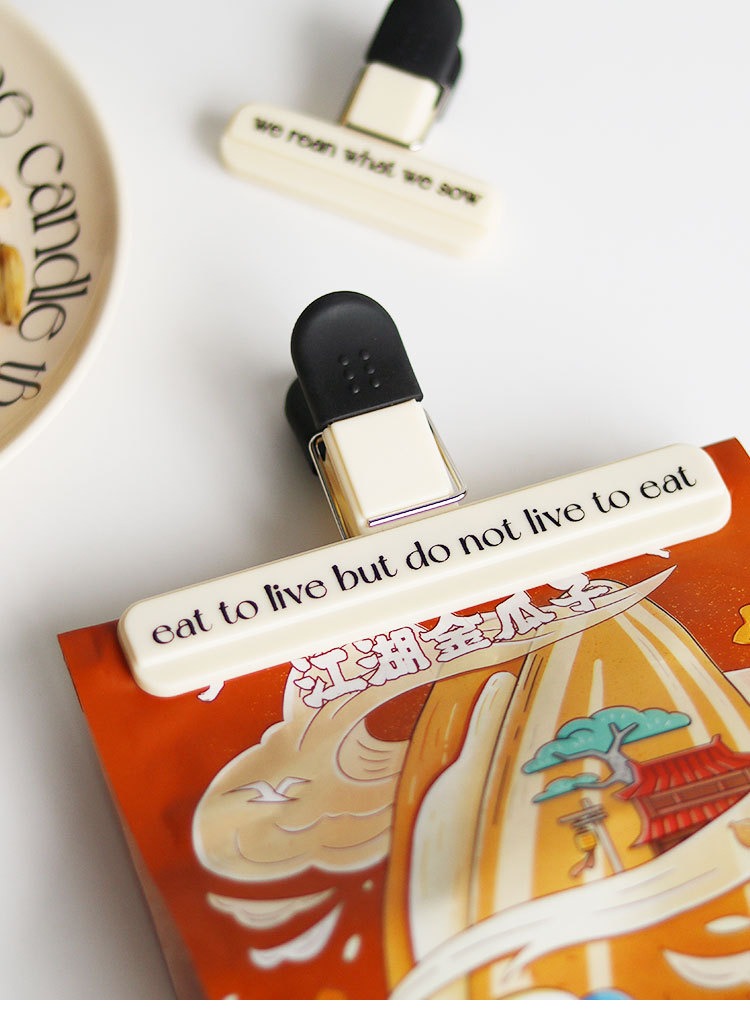 candle
we reap what we sow
eat to live but do not live to eat
江湖金瓜子